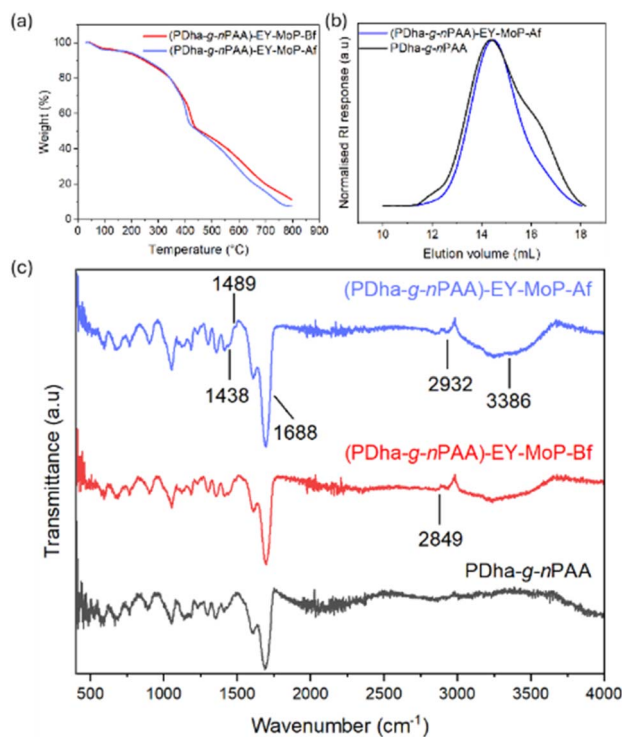 (a)
(PDha-g-nPAA)-EY-MoP-Bf
(PDha-g-nPAA)-EY-MoP-Af
100
80
60
40
20
0
Weight (%)
0 100 200 300 400 500 600 700 800 900
Temperature (°C)
(b)
(PDha-g-nPAA)-EY-MoP-Af
PDha-g-nPAA
Normalised RI response (a.u)
10 12 14 16 18
Elution volume (mL)
(c)
1489
(PDha-g-nPAA)-EY-MoP-Af
1438
1688
2932
3386
(PDha-g-nPAA)-EY-MoP-Bf
2849
PDha-g-nPAA
Transmittance (a.u)
500 1000 1500 2000 2500 3000 3500 4000
Wavenumber (cm-1)